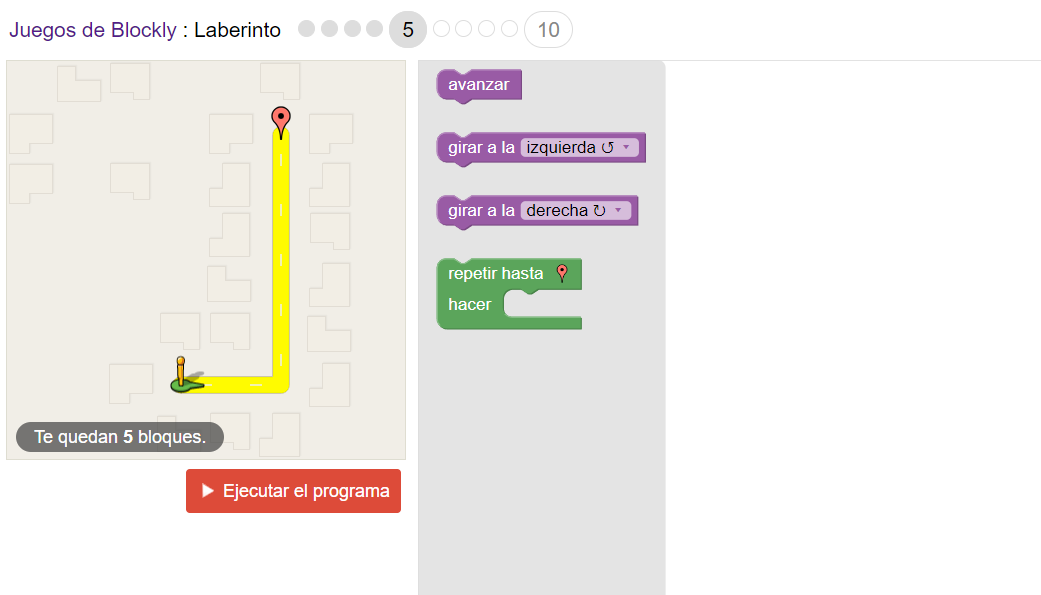 Juegos de Blockly : Laberinto 5 10
avanzar
girar a la izquierda ↺
girar a la derecha ↻
repetir hasta
hacer
Te quedan 5 bloques.
Ejecutar el programa